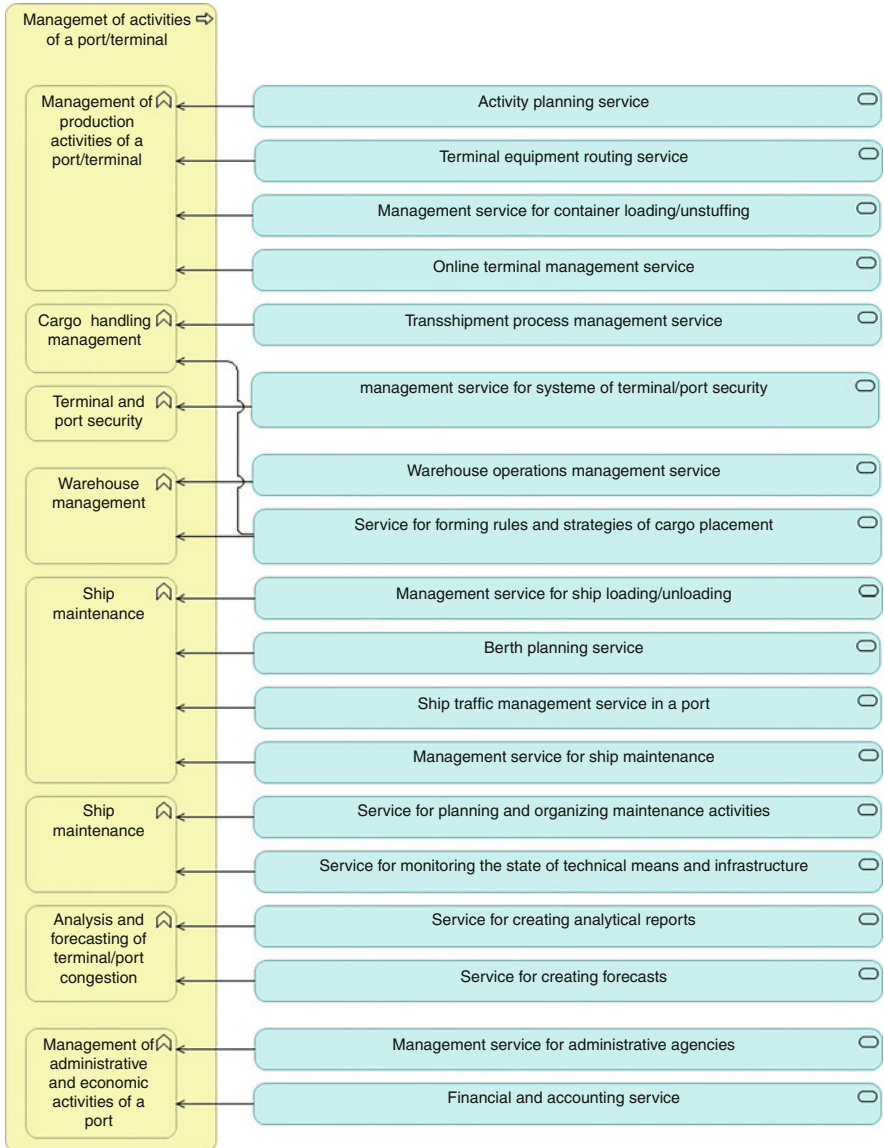 Managemet of activities
of a port/terminal
Management of
production
activities of a
port/terminal
Activity planning service
Terminal equipment routing service
Management service for container loading/unstuffing
Online terminal management service
Cargo handling
management
Transshipment process management service
Terminal and
port security
management service for systeme of terminal/port security
Warehouse
management
Warehouse operations management service
Service for forming rules and strategies of cargo placement
Ship
maintenance
Management service for ship loading/unloading
Berth planning service
Ship traffic management service in a port
Management service for ship maintenance
Ship
maintenance
Service for planning and organizing maintenance activities
Service for monitoring the state of technical means and infrastructure
Analysis and
forecasting of
terminal/port
congestion
Service for creating analytical reports
Service for creating forecasts
Management of
administrative
and economic
activities of a
port
Management service for administrative agencies
Financial and accounting service